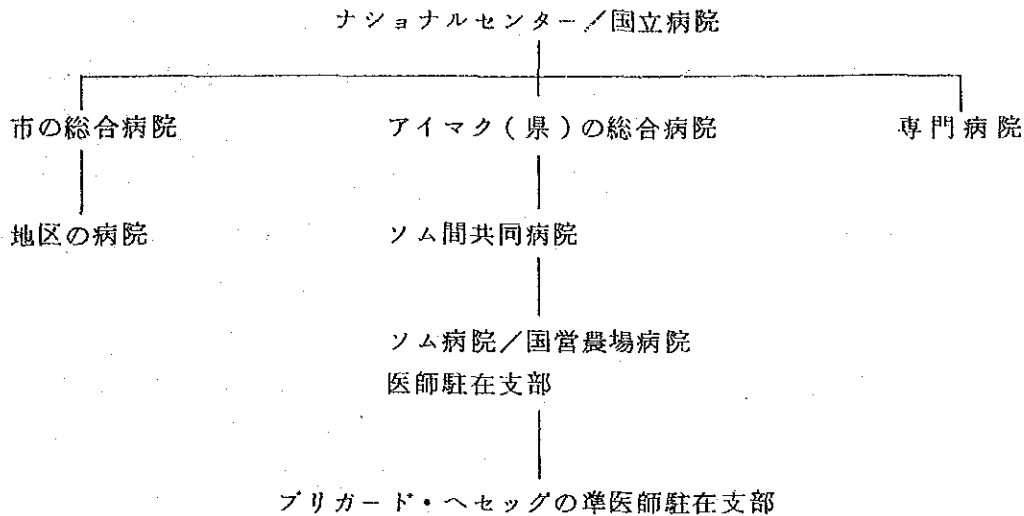 ナショナルセンター／国立病院
市の総合病院
アイマク（県）の総合病院
専門病院
地区の病院
ソム間共同病院
ソム病院／国営農場病院
医師駐在支部
ブリガード・ヘセッグの準医師駐在支部